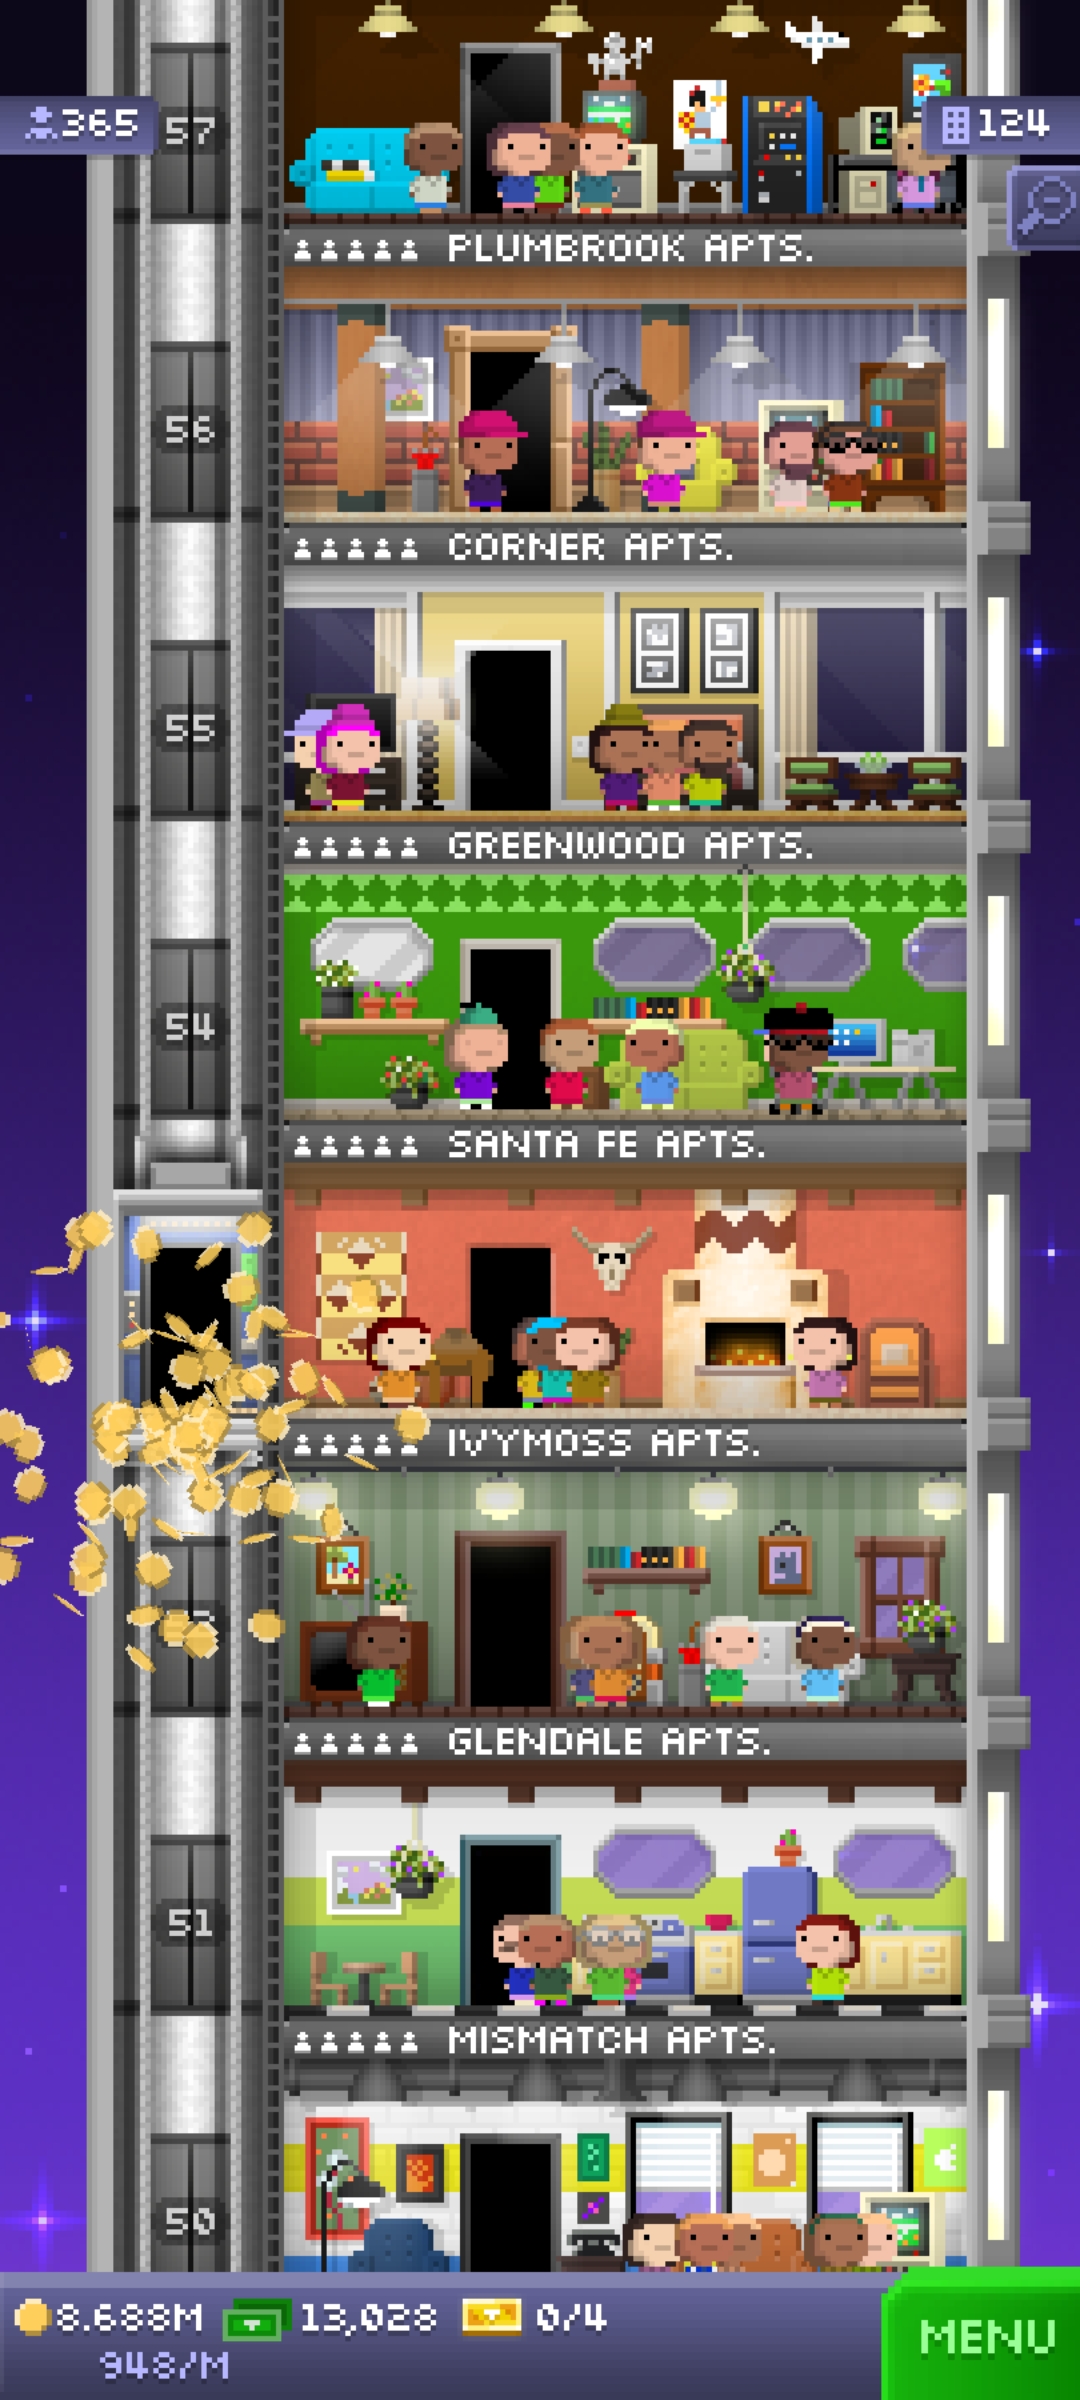 365
57
124
PLUMBROOK APTS.
56
CORNER APTS.
55
GREENWOOD APTS.
54
SANTA FE APTS.
IVYMOSS APTS.
GLENDALE APTS.
51
MISMATCH APTS.
50
8.688M 13,028 0/4
948/M
MENU